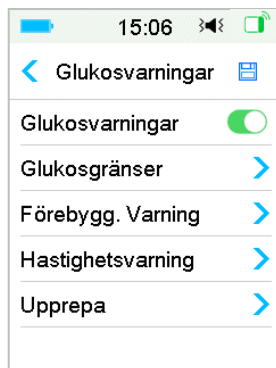 15:06
Glukosvarningar
Glukosvarningar
Glukosgränser
Förebygg. Varning
Hastighetsvarning
Upprepa